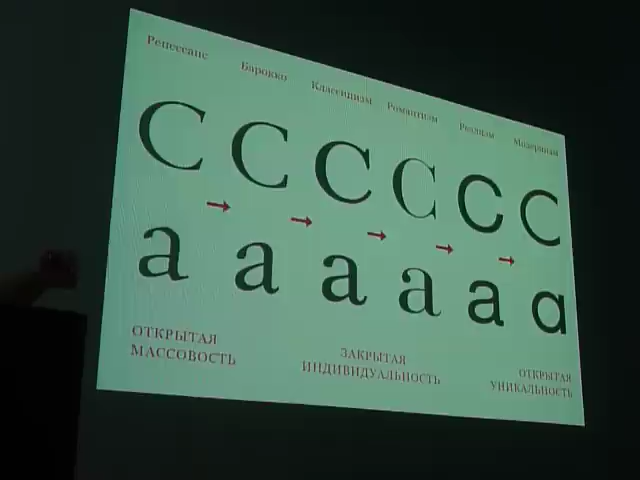 Ренессанс
Барокко
Классицизм
Романтизм
Реализм
Модернизм
С С С С С С
а а а а а ɑ
ОТКРЫТАЯ
МАССОВОСТЬ
ЗАКРЫТАЯ
ИНДИВИДУАЛЬНОСТЬ
ОТКРЫТАЯ
УНИКАЛЬНОСТЬ